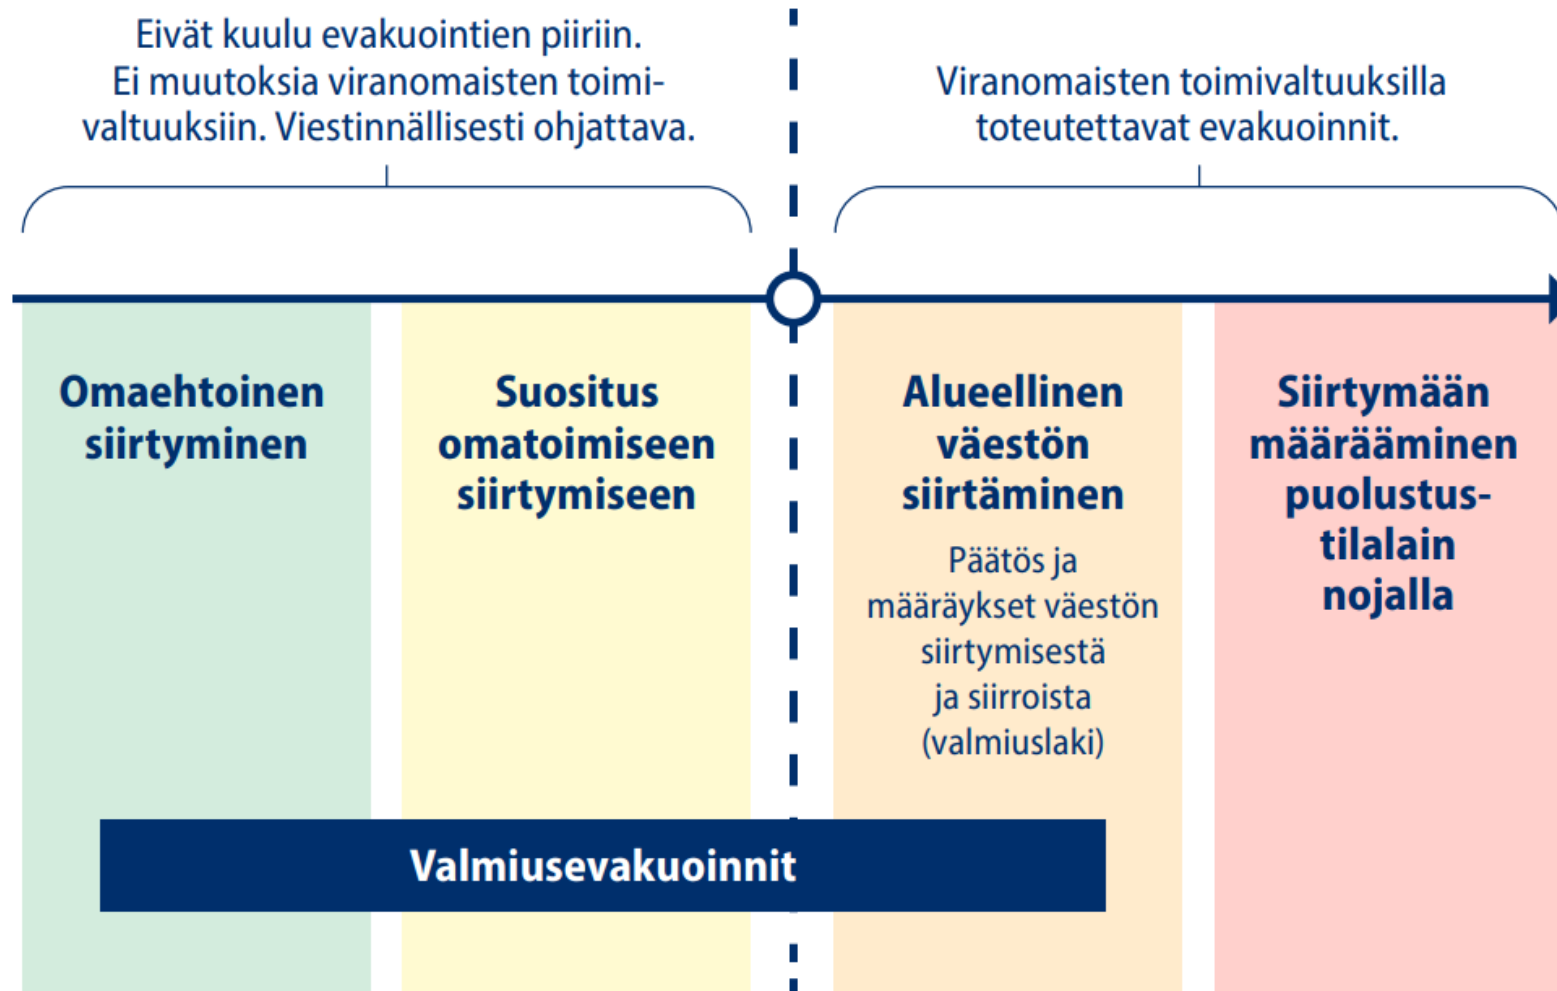 Eivät kuulu evakuointien piiriin.
Ei muutoksia viranomaisten toimi-
valtuuksiin. Viestinnällisesti ohjattava.
Viranomaisten toimivaltuuksilla
toteutettavat evakuoinnit.
Omaehtoinen
siirtyminen
Suositus
omatoimiseen
siirtymiseen
Alueellinen
väestön
siirtäminen
Päätös ja
määräykset väestön
siirtymisestä
ja siirroista
(valmiuslaki)
Siirtymään
määrääminen
puolustus-
tilalain
nojalla
Valmiusevakuoinnit